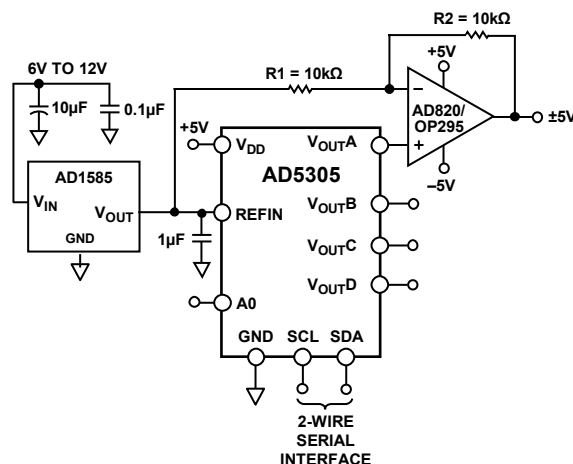 R2 = 10kΩ
6V TO 12V
R1 = 10kΩ
+5V
10µF
0.1µF
−
AD820/
OP295
+
±5V
–5V
+5V
VDD
VOUTA
AD5305
AD1585
VIN
VOUT
GND
REFIN
1µF
VOUTB
VOUTC
VOUTD
A0
GND
SCL
SDA
2-WIRE
SERIAL
INTERFACE